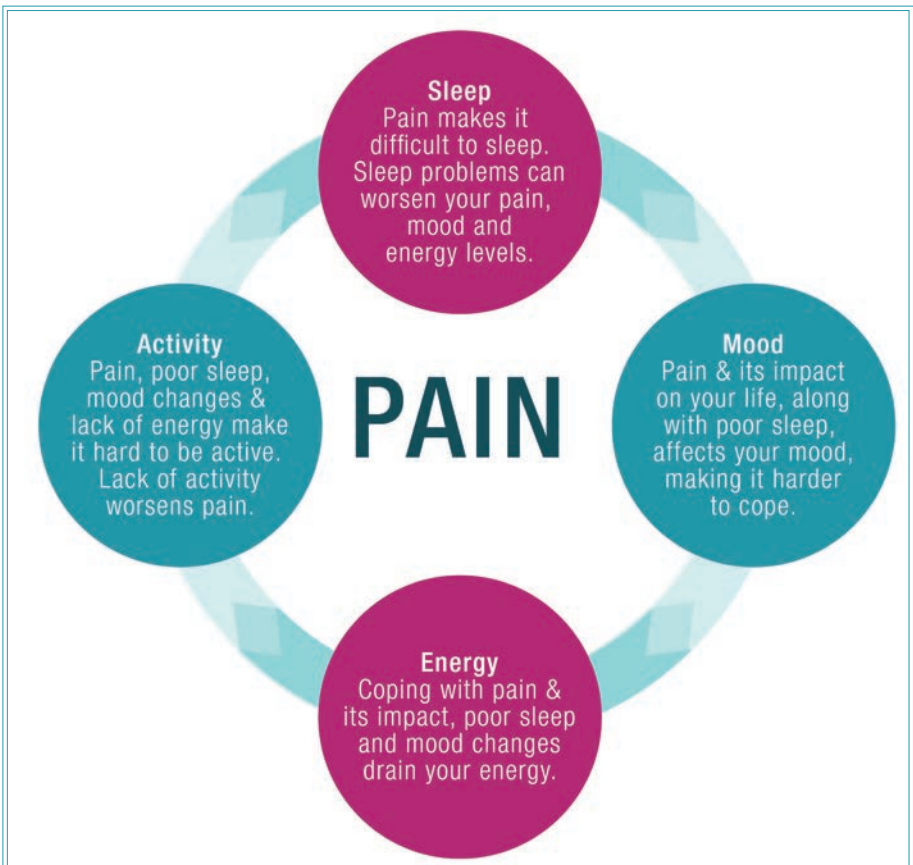 Sleep
Pain makes it
difficult to sleep.
Sleep problems can
worsen your pain,
mood and
energy levels.
Activity
Pain, poor sleep,
mood changes &
lack of energy make
it hard to be active.
Lack of activity
worsens pain.
PAIN
Mood
Pain & its impact
on your life, along
with poor sleep,
affects your mood,
making it harder
to cope.
Energy
Coping with pain &
its impact, poor sleep
and mood changes
drain your energy.